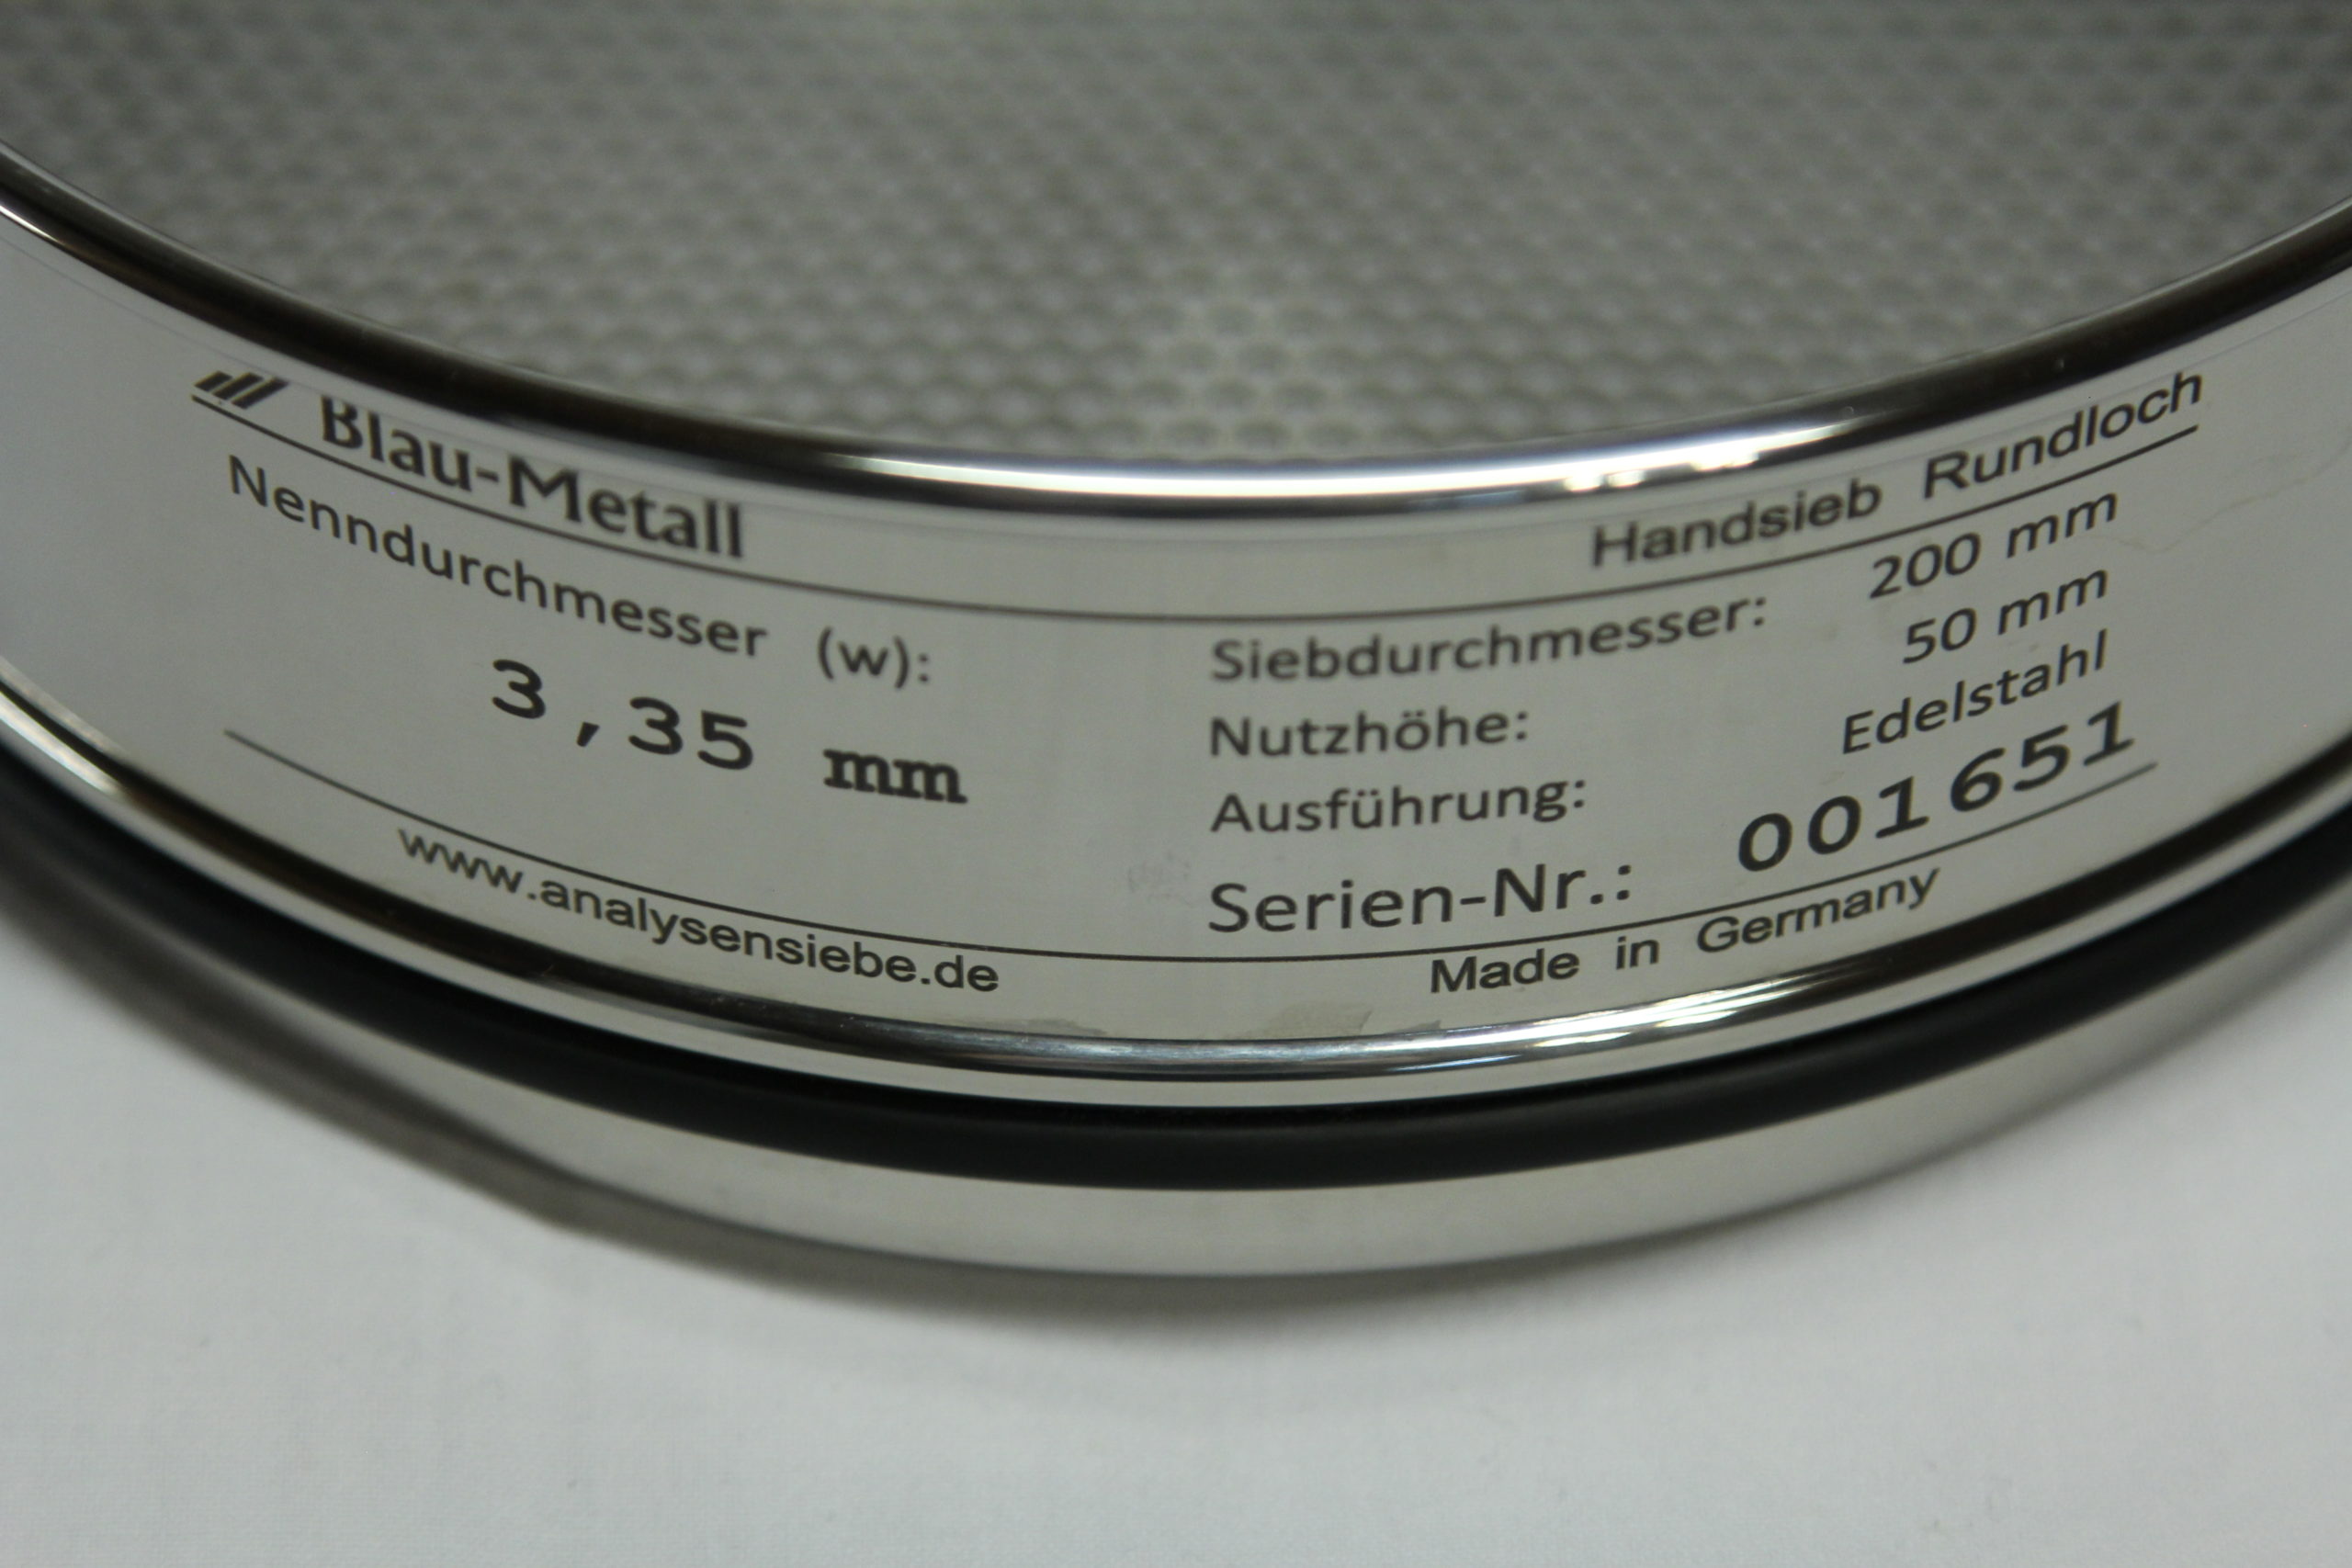 Blau-Metall Handsieb Rundloch
Nenndurchmesser (w):
3,35 mm
Siebdurchmesser: 200 mm
Nutzhöhe: 50 mm
Ausführung: Edelstahl
Serien-Nr.: 001651
www.analysensiebe.de Made in Germany